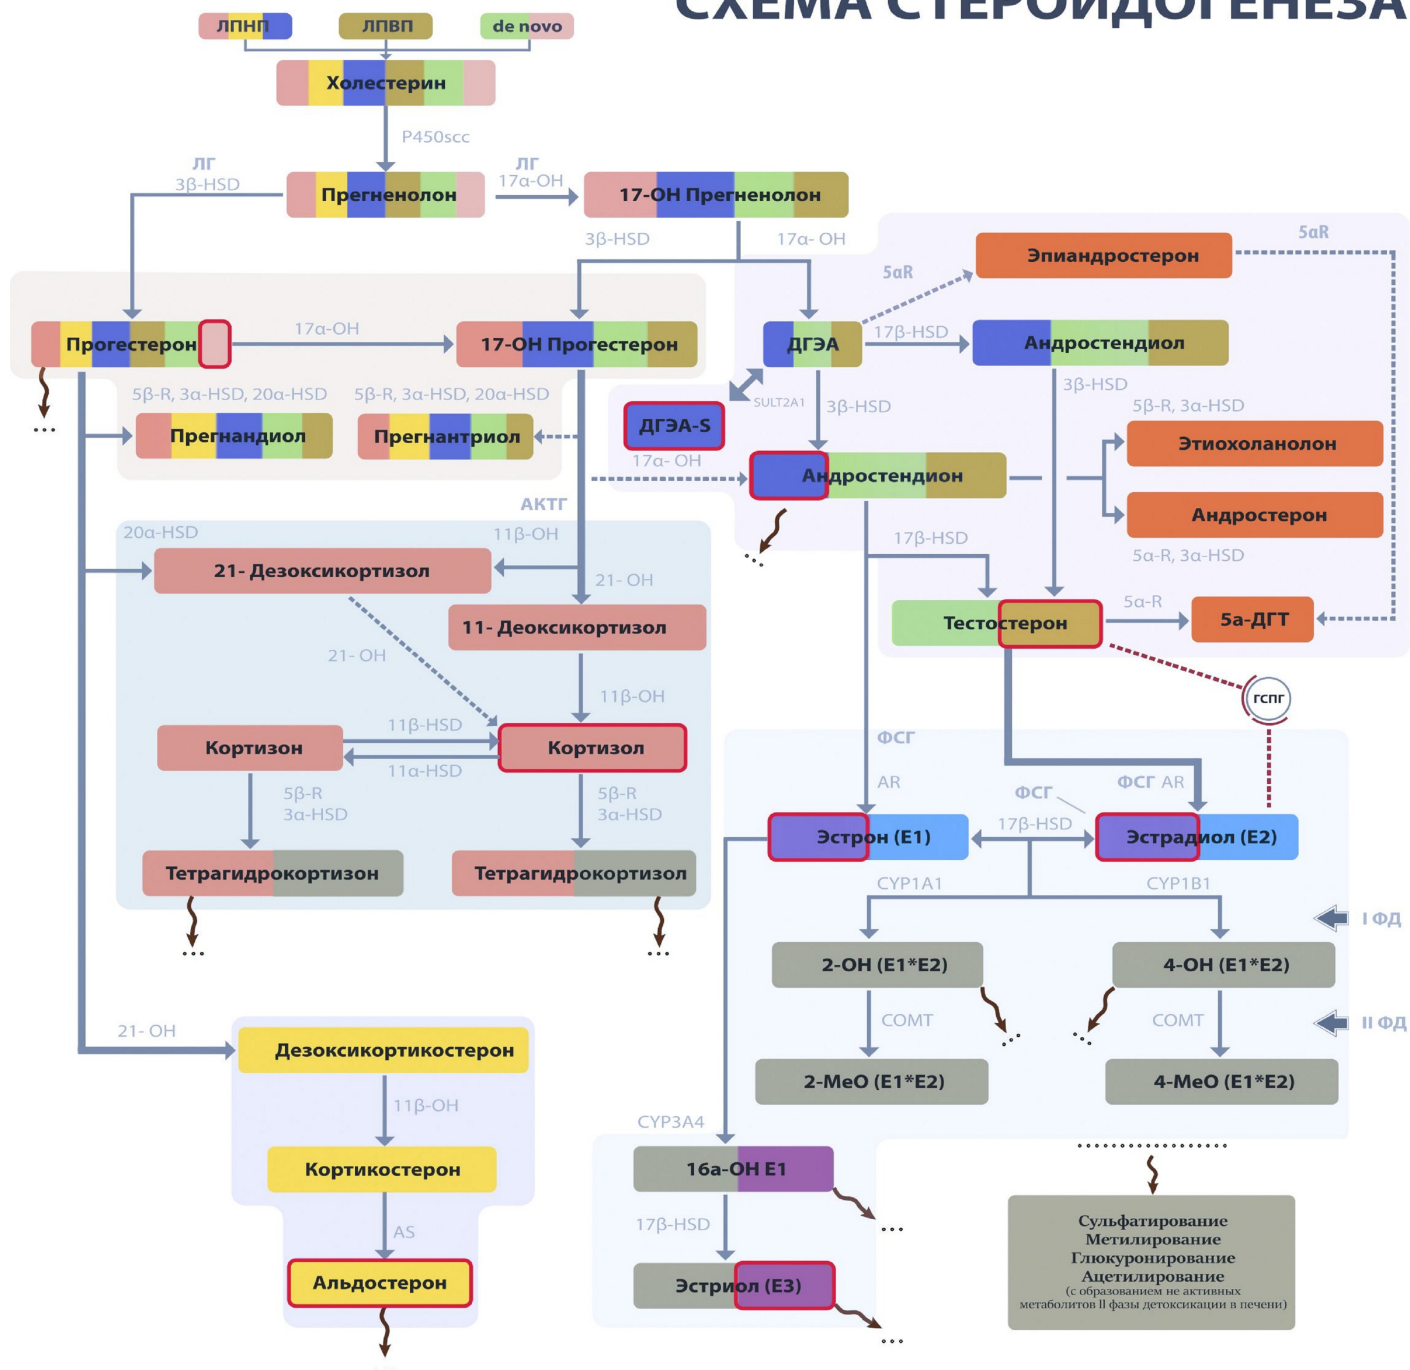 СХЕМА СТЕРОИДОГЕНЕЗА
ЛПНП
ЛПВП
de novo
Холестерин
P450scc
ЛГ
3β-HSD
Прегненолон
ЛГ
17α-OH
17-ОН Прегненолон
3β-HSD
17α- OH
5αR
Эпиандростерон
5αR
Прогестерон
17α-OH
17-ОН Прогестерон
ДГЭА
17β-HSD
Андростендиол
5β-R, 3α-HSD, 20α-HSD
5β-R, 3α-HSD, 20α-HSD
SULT2A1
3β-HSD
3β-HSD
5β-R, 3α-HSD
Прегнандиол
Прегнантриол
ДГЭА-S
Этиохоланолон
...
17α- OH
Андростендион
АКТГ
Андростерон
20α-HSD
11β-OH
17β-HSD
5α-R, 3α-HSD
...
21- Дезоксикортизол
21- OH
11- Деоксикортизол
Тестостерон
5α-R
5а-ДГТ
21- OH
11β-OH
ГСПГ
Кортизон
11β-HSD
11α-HSD
Кортизол
ФСГ
AR
ФСГ AR
5β-R
3α-HSD
5β-R
3α-HSD
ФСГ
17β-HSD
Эстрон (E1)
Эстрадиол (E2)
Тетрагидрокортизон
Тетрагидрокортизол
CYP1A1
CYP1B1
...
...
I ФД
2-OH (E1*E2)
4-OH (E1*E2)
21- OH
COMT
...
...
COMT
II ФД
Дезоксикортикостерон
2-MeO (E1*E2)
4-MeO (E1*E2)
11β-OH
CYP3A4
Кортикостерон
16a-OH E1
...
AS
17β-HSD
Альдостерон
Эстриол (E3)
...
Сульфатирование
Метилирование
Глюкуронирование
Ацетилирование
(с образованием не активных
метаболитов II фазы детоксикации в печени)